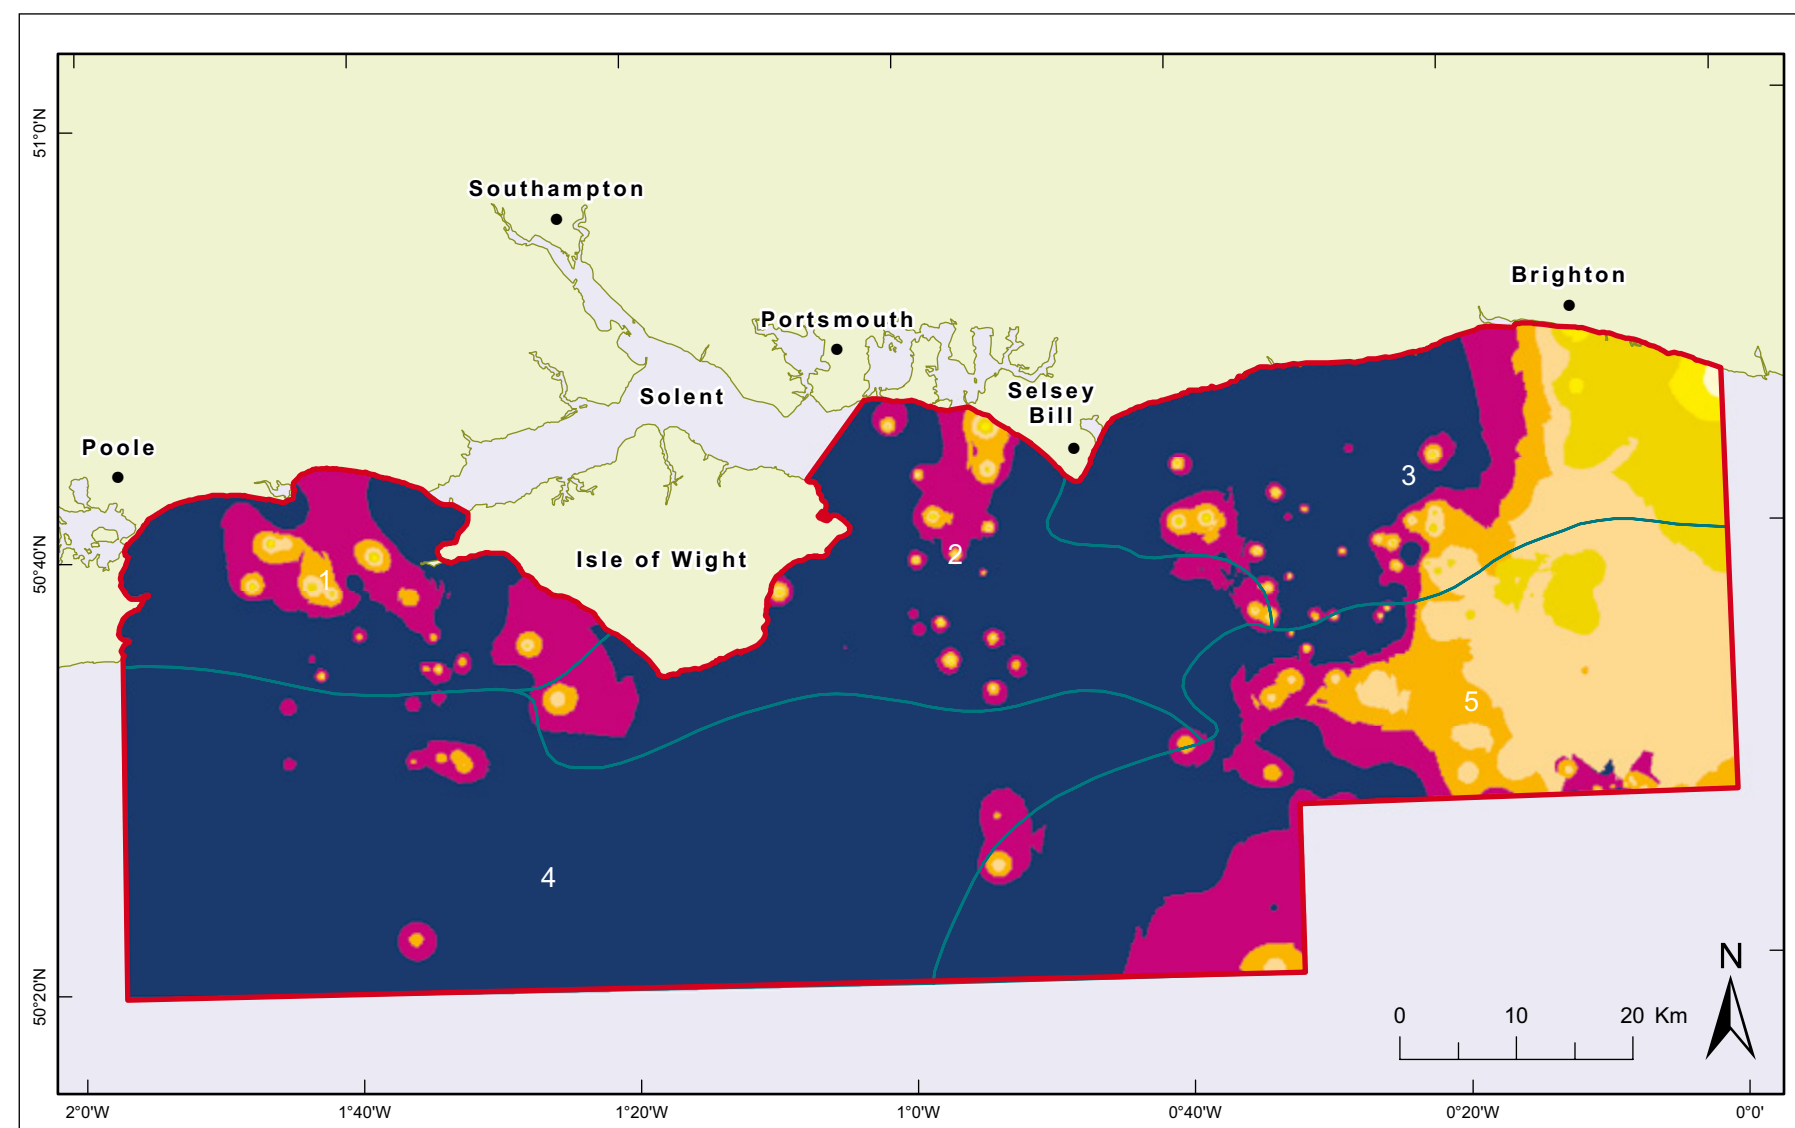 51°0'N
Southampton
Brighton
Portsmouth
Selsey
Bill
Solent
Poole
3
Isle of Wight
2
50°40'N
1
5
4
N
50°20'N
0 10 20 Km
2°0'W 1°40'W 1°20'W 1°0'W 0°40'W 0°20'W 0°0'